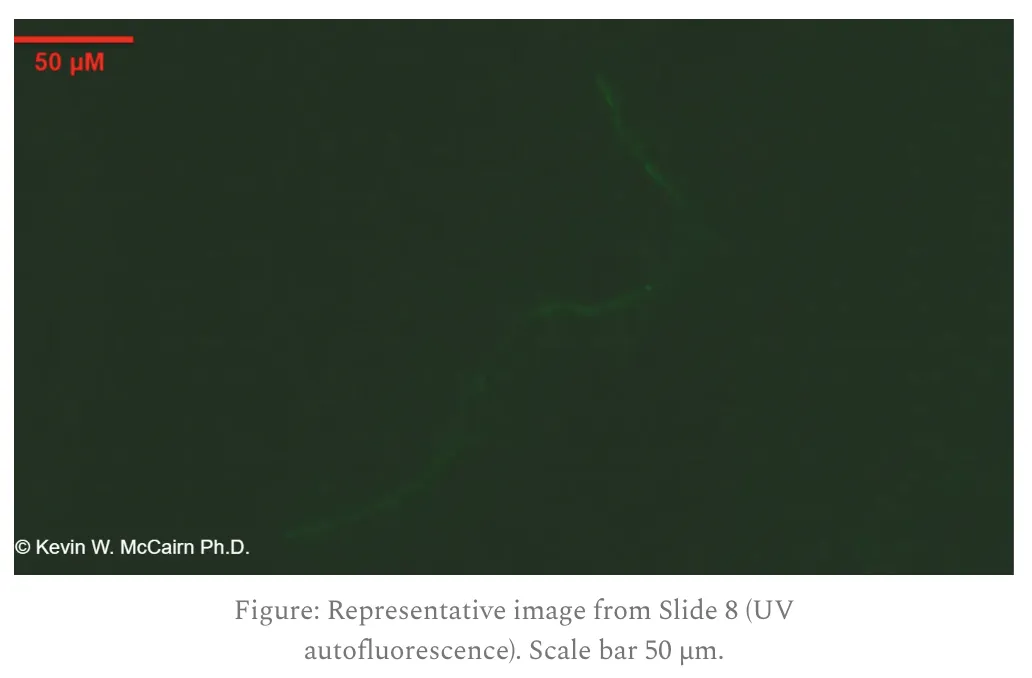 50 µM
© Kevin W. McCairn Ph.D.
Figure: Representative image from Slide 8 (UV
autofluorescence). Scale bar 50 µm.